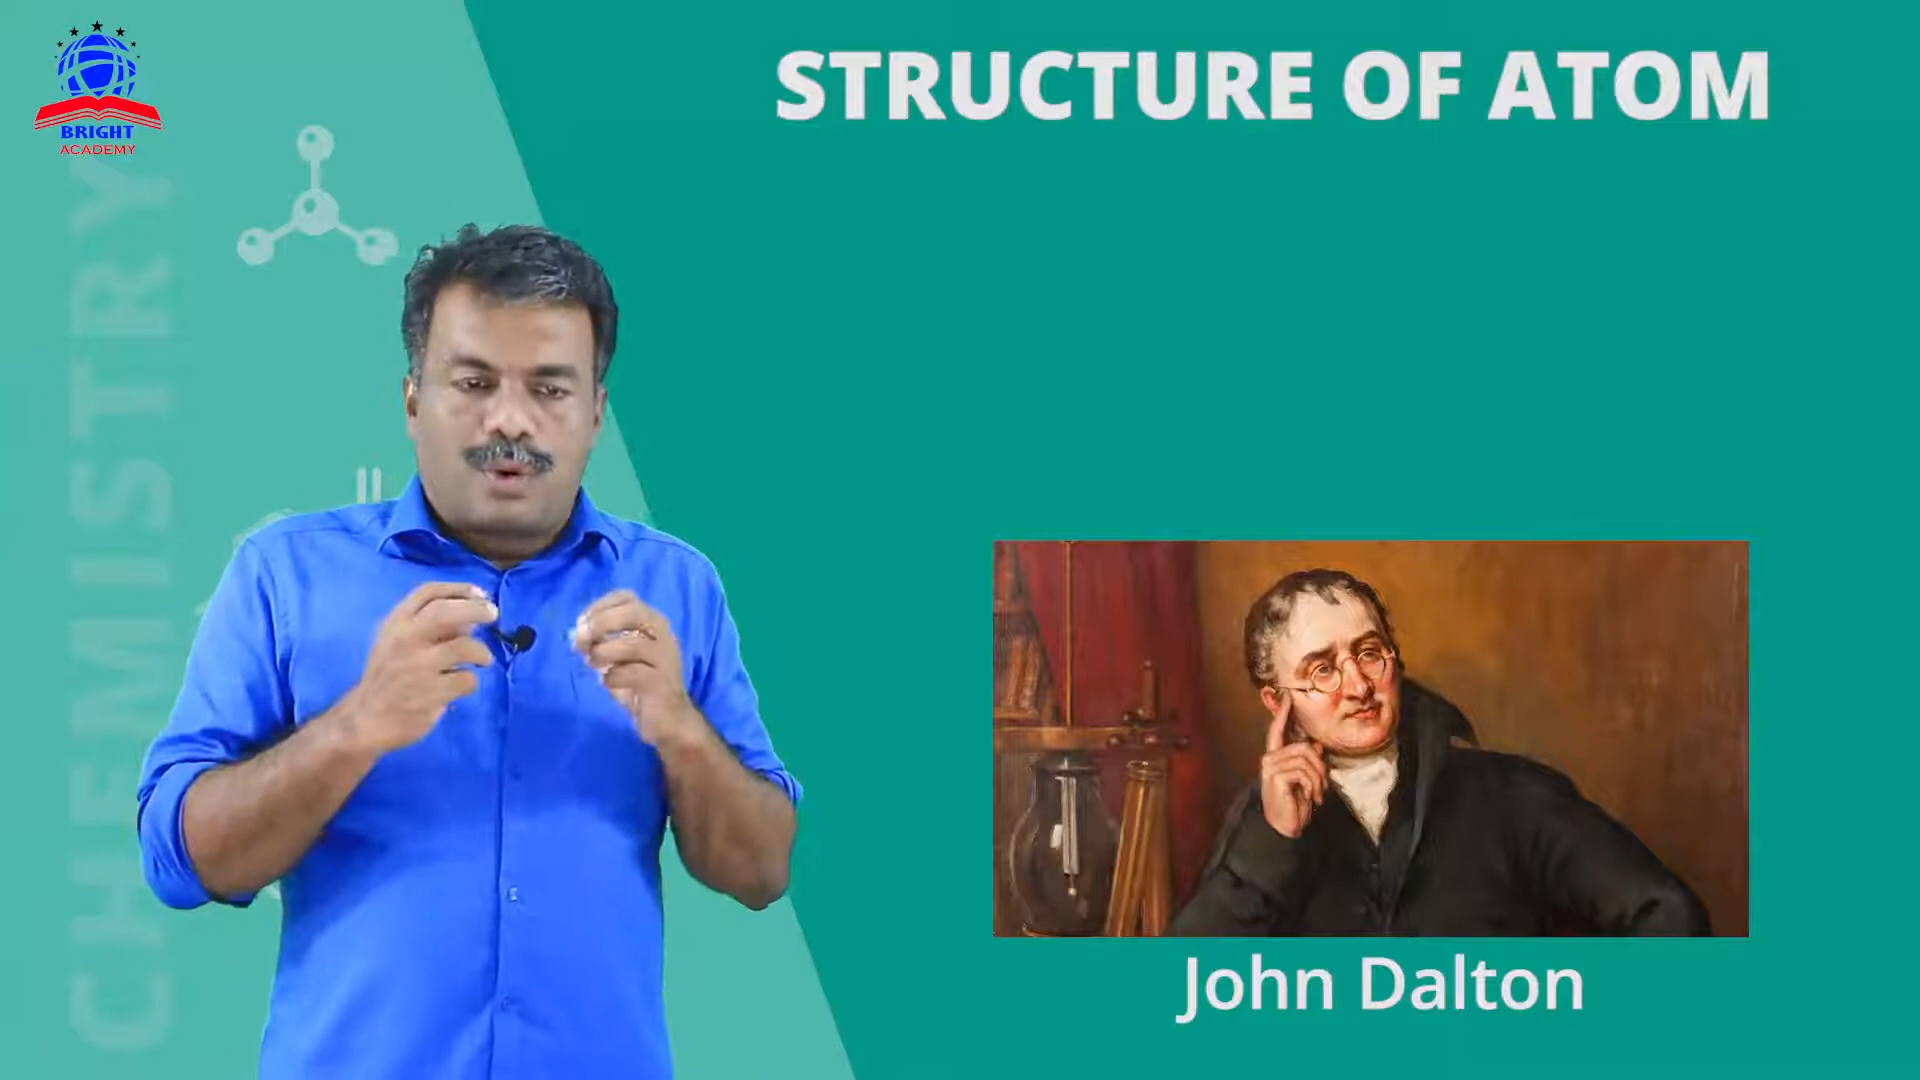 BRIGHT
ACADEMY
STRUCTURE OF ATOM
CHEMISTRY
John Dalton